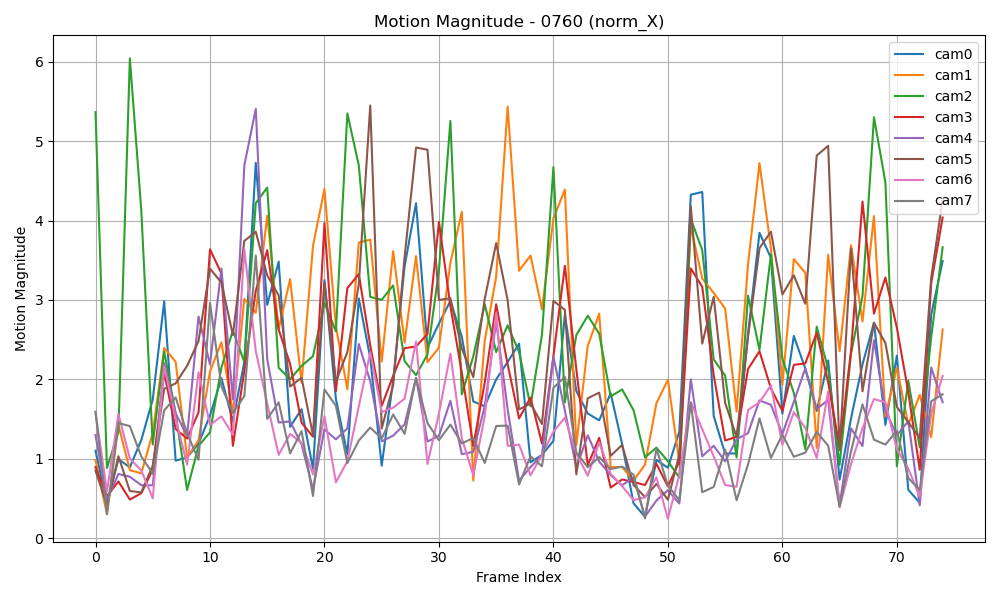 Motion Magnitude - 0760 (norm_X)
Motion Magnitude
6
5
4
3
2
1
0
0 10 20 30 40 50 60 70
Frame Index
cam0
cam1
cam2
cam3
cam4
cam5
cam6
cam7